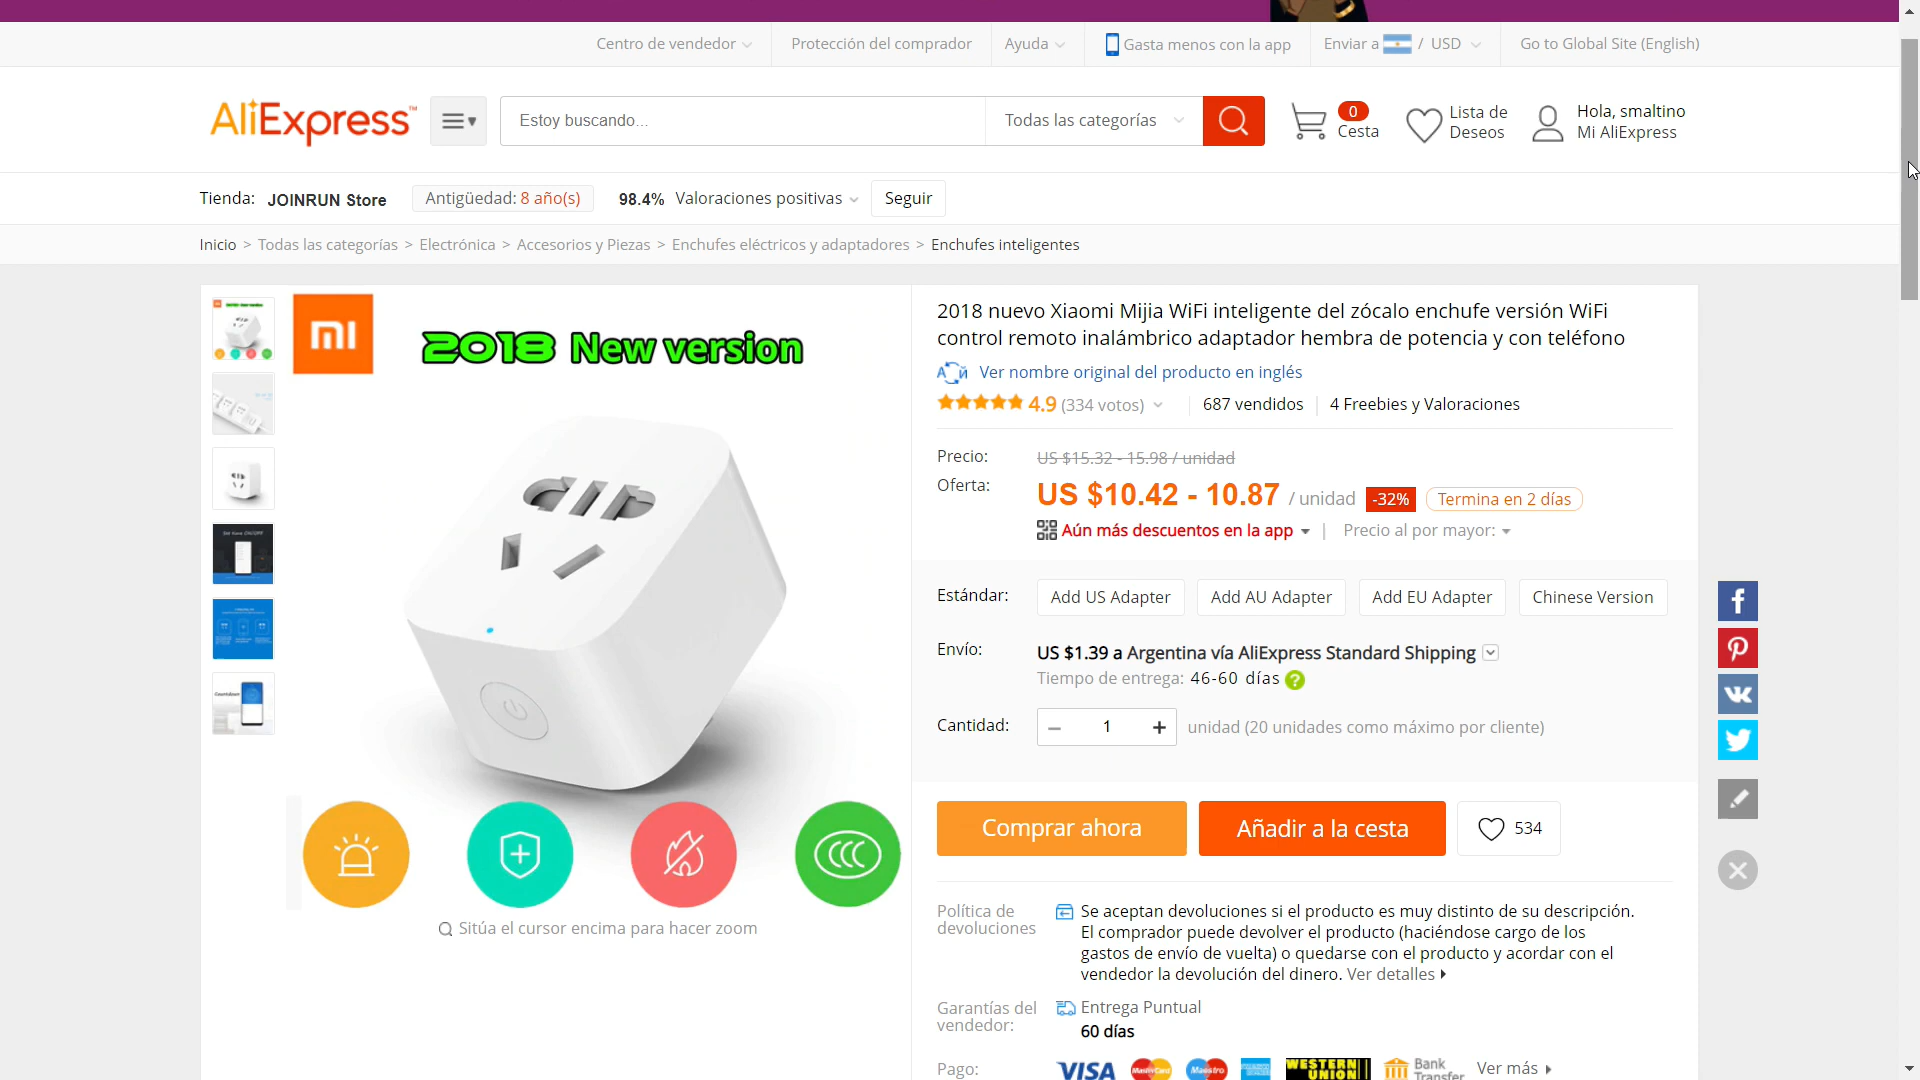 Centro de vendedor
Protección del comprador
Ayuda
Gasta menos con la app
Enviar a / USD
Go to Global Site (English)
AliExpress™
Estoy buscando...
Todas las categorías
0
Cesta
Lista de
Deseos
Hola, smaltino
Mi AliExpress
Tienda: JOINRUN Store
Antigüedad: 8 año(s)
98.4% Valoraciones positivas
Seguir
Inicio > Todas las categorías > Electrónica > Accesorios y Piezas > Enchufes eléctricos y adaptadores > Enchufes inteligentes
2018 New version
Sitúa el cursor encima para hacer zoom
2018 nuevo Xiaomi Mijia WiFi inteligente del zócalo enchufe versión WiFi
control remoto inalámbrico adaptador hembra de potencia y con teléfono
Ver nombre original del producto en inglés
4.9 (334 votos)
687 vendidos
4 Freebies y Valoraciones
Precio: US $15.32 - 15.98 / unidad
Oferta: US $10.42 - 10.87 / unidad -32% Termina en 2 días
Aún más descuentos en la app | Precio al por mayor:
Estándar: Add US Adapter Add AU Adapter Add EU Adapter Chinese Version
Envío: US $1.39 a Argentina vía AliExpress Standard Shipping
Tiempo de entrega: 46-60 días ?
Cantidad: − 1 + unidad (20 unidades como máximo por cliente)
Comprar ahora
Añadir a la cesta
534
Política de
devoluciones
Se aceptan devoluciones si el producto es muy distinto de su descripción.
El comprador puede devolver el producto (haciéndose cargo de los
gastos de envío de vuelta) o quedarse con el producto y acordar con el
vendedor la devolución del dinero. Ver detalles
Garantías del
vendedor:
Entrega Puntual
60 días
Pago: VISA MasterCard Maestro WESTERN UNION Bank Transfer Ver más